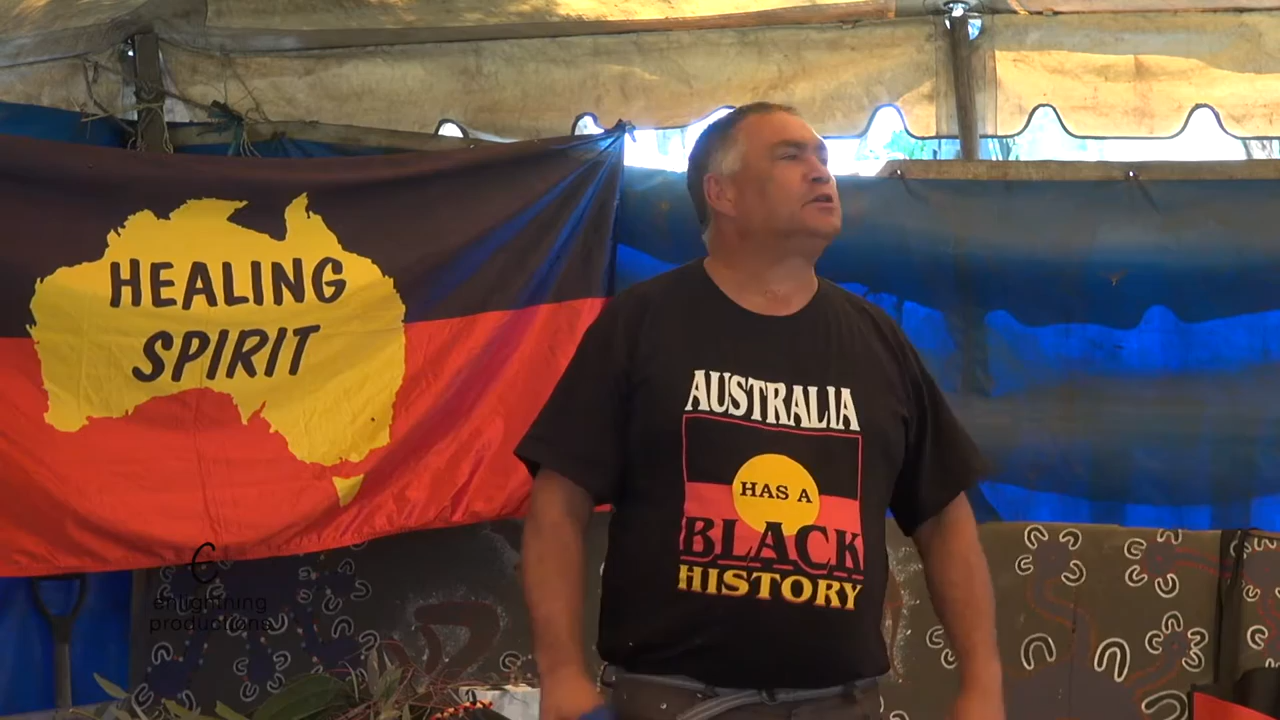 HEALING
SPIRIT
AUSTRALIA
HAS A
BLACK
HISTORY
enlightning
productions